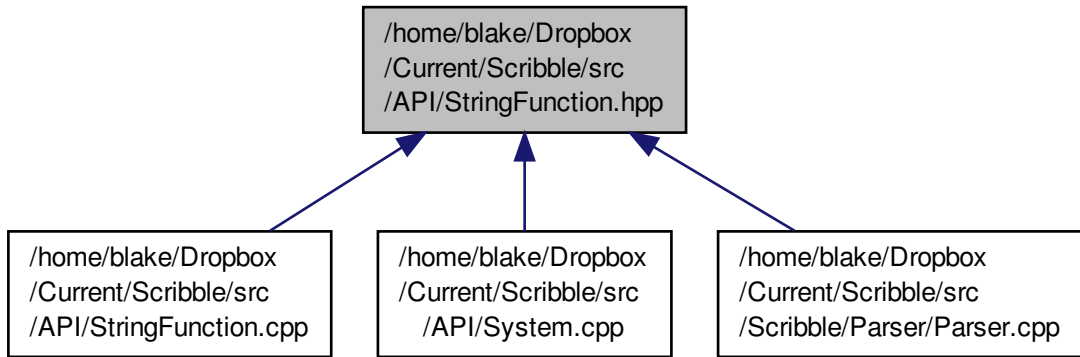 /home/blake/Dropbox
/Current/Scribble/src
/API/StringFunction.hpp
/home/blake/Dropbox
/Current/Scribble/src
/API/StringFunction.cpp
/home/blake/Dropbox
/Current/Scribble/src
/API/System.cpp
/home/blake/Dropbox
/Current/Scribble/src
/Scribble/Parser/Parser.cpp